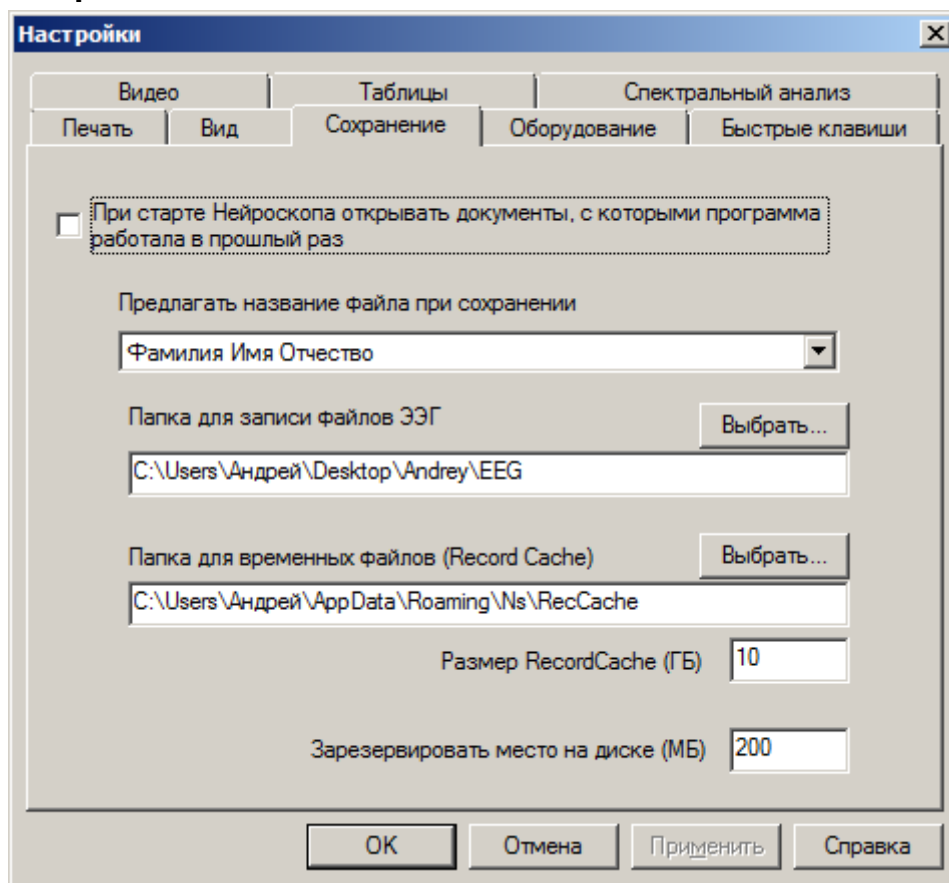 Настройки
Видео
Таблицы
Спектральный анализ
Печать
Вид
Сохранение
Оборудование
Быстрые клавиши
При старте Нейроскопа открывать документы, с которыми программа
работала в прошлый раз
Предлагать название файла при сохранении
Фамилия Имя Отчество
Папка для записи файлов ЭЭГ
Выбрать...
C:\Users\Андрей\Desktop\Andrey\EEG
Папка для временных файлов (Record Cache)
Выбрать...
C:\Users\Андрей\AppData\Roaming\Ns\RecCache
Размер RecordCache (ГБ)
10
Зарезервировать место на диске (МБ)
200
OK
Отмена
Применить
Справка